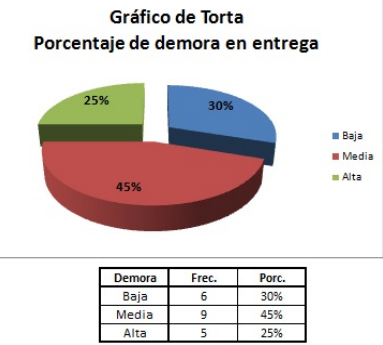 Gráfico de Torta
Porcentaje de demora en entrega
25%
30%
45%
Baja
Media
Alta
Demora Frec. Porc.
Baja 6 30%
Media 9 45%
Alta 5 25%